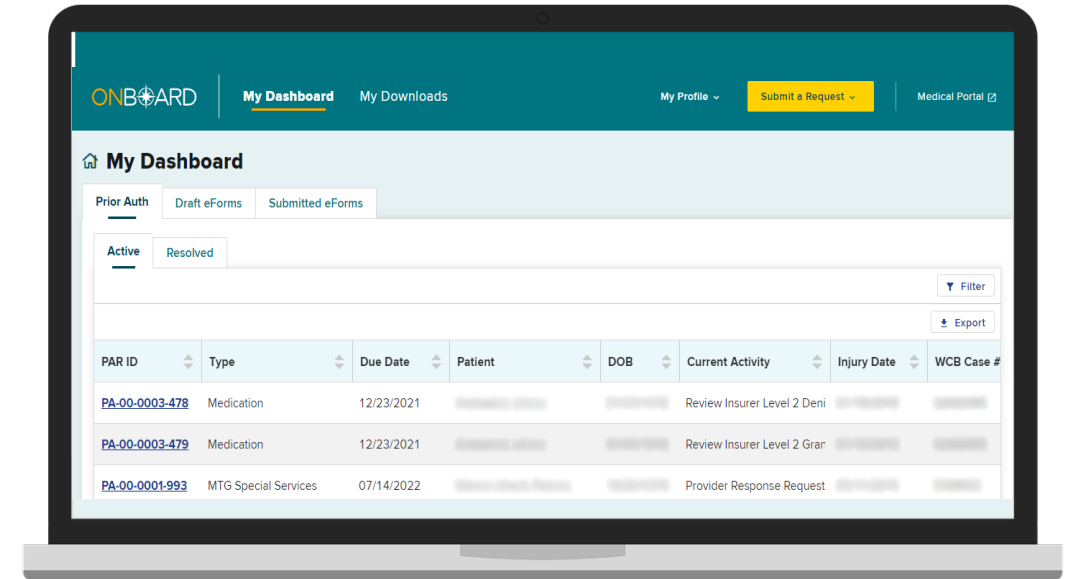 ONBOARD My Dashboard My Downloads My Profile Submit a Request Medical Portal
My Dashboard
Prior Auth Draft eForms Submitted eForms
Active Resolved
Filter
Export
PAR ID Type Due Date Patient DOB Current Activity Injury Date WCB Case #
PA-00-0003-478 Medication 12/23/2021 Review Insurer Level 2 Deni
PA-00-0003-479 Medication 12/23/2021 Review Insurer Level 2 Gran
PA-00-0001-993 MTG Special Services 07/14/2022 Provider Response Request